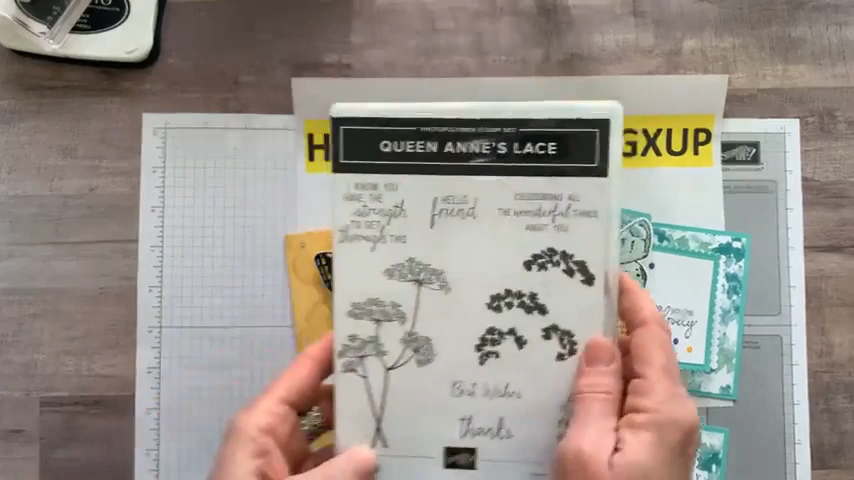 QUEEN ANNE'S LACE
I KNOW YOU
HAVE THE
strength
TO GET
through THIS
HELLO
friend
CELEBRATING ALL
THE wonderful THINGS
ABOUT YOU
Best Wishes
thanks
H
GXUP